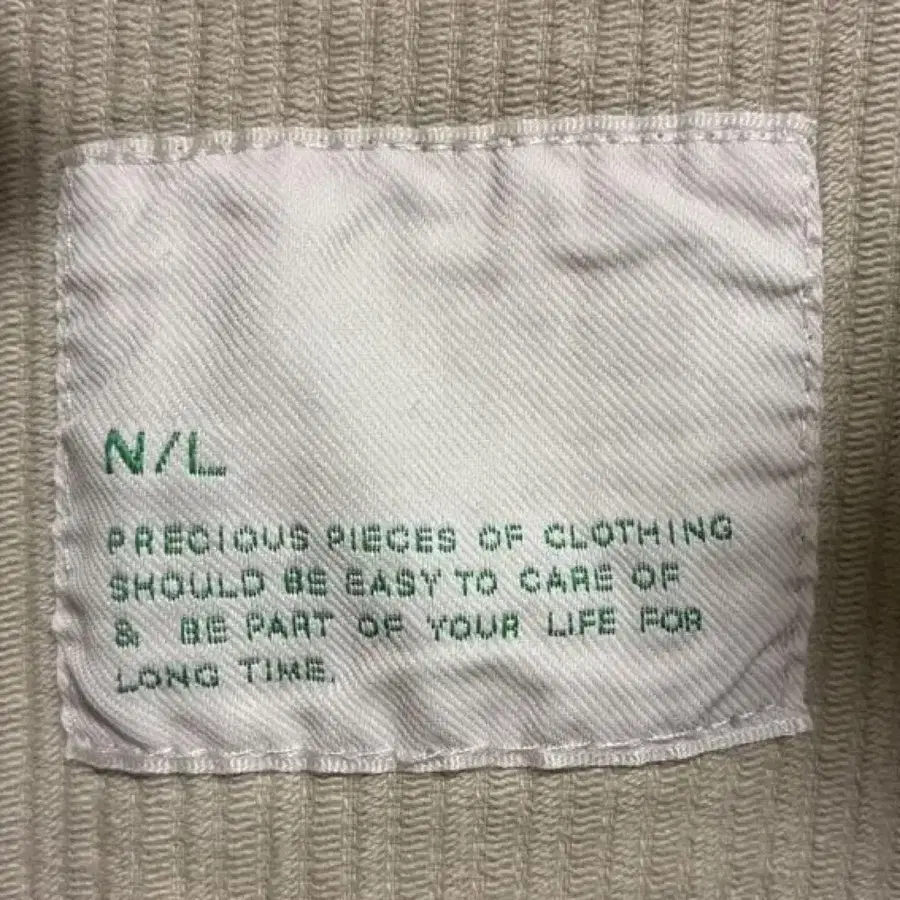 N/L
PRECIOUS PIECES OF CLOTHING
SHOULD BE EASY TO CARE OF
& BE PART OF YOUR LIFE FOR
LONG TIME.